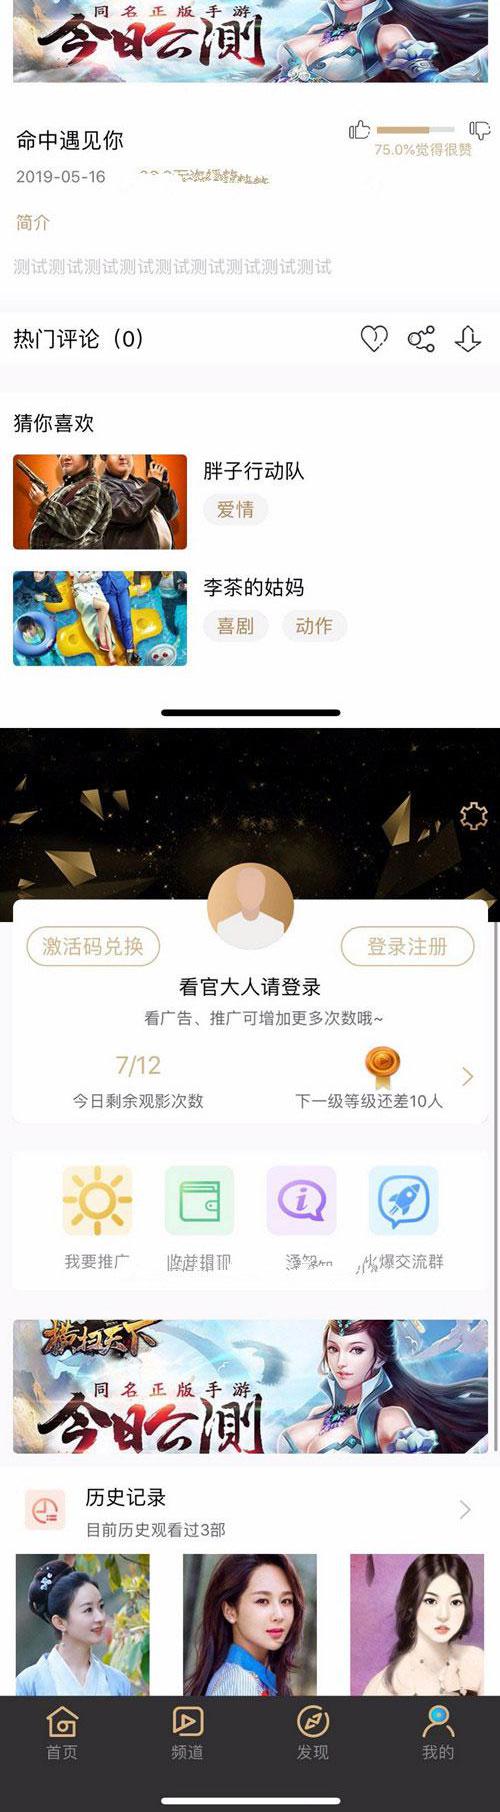 同名正版手游
今日公测
命中遇见你
75.0%觉得很赞
2019-05-16
简介
测试测试测试测试测试测试测试测试测试
热门评论（0）
猜你喜欢
胖子行动队
爱情
李茶的姑妈
喜剧 动作
激活码兑换 登录注册
看官大人请登录
看广告、推广可增加更多次数哦~
7/12
今日剩余观影次数 下一级等级还差10人
我要推广 收益提现 通知 火爆交流群
横扫天下
同名正版手游
今日公测
历史记录
目前历史观看过3部
首页 频道 发现 我的